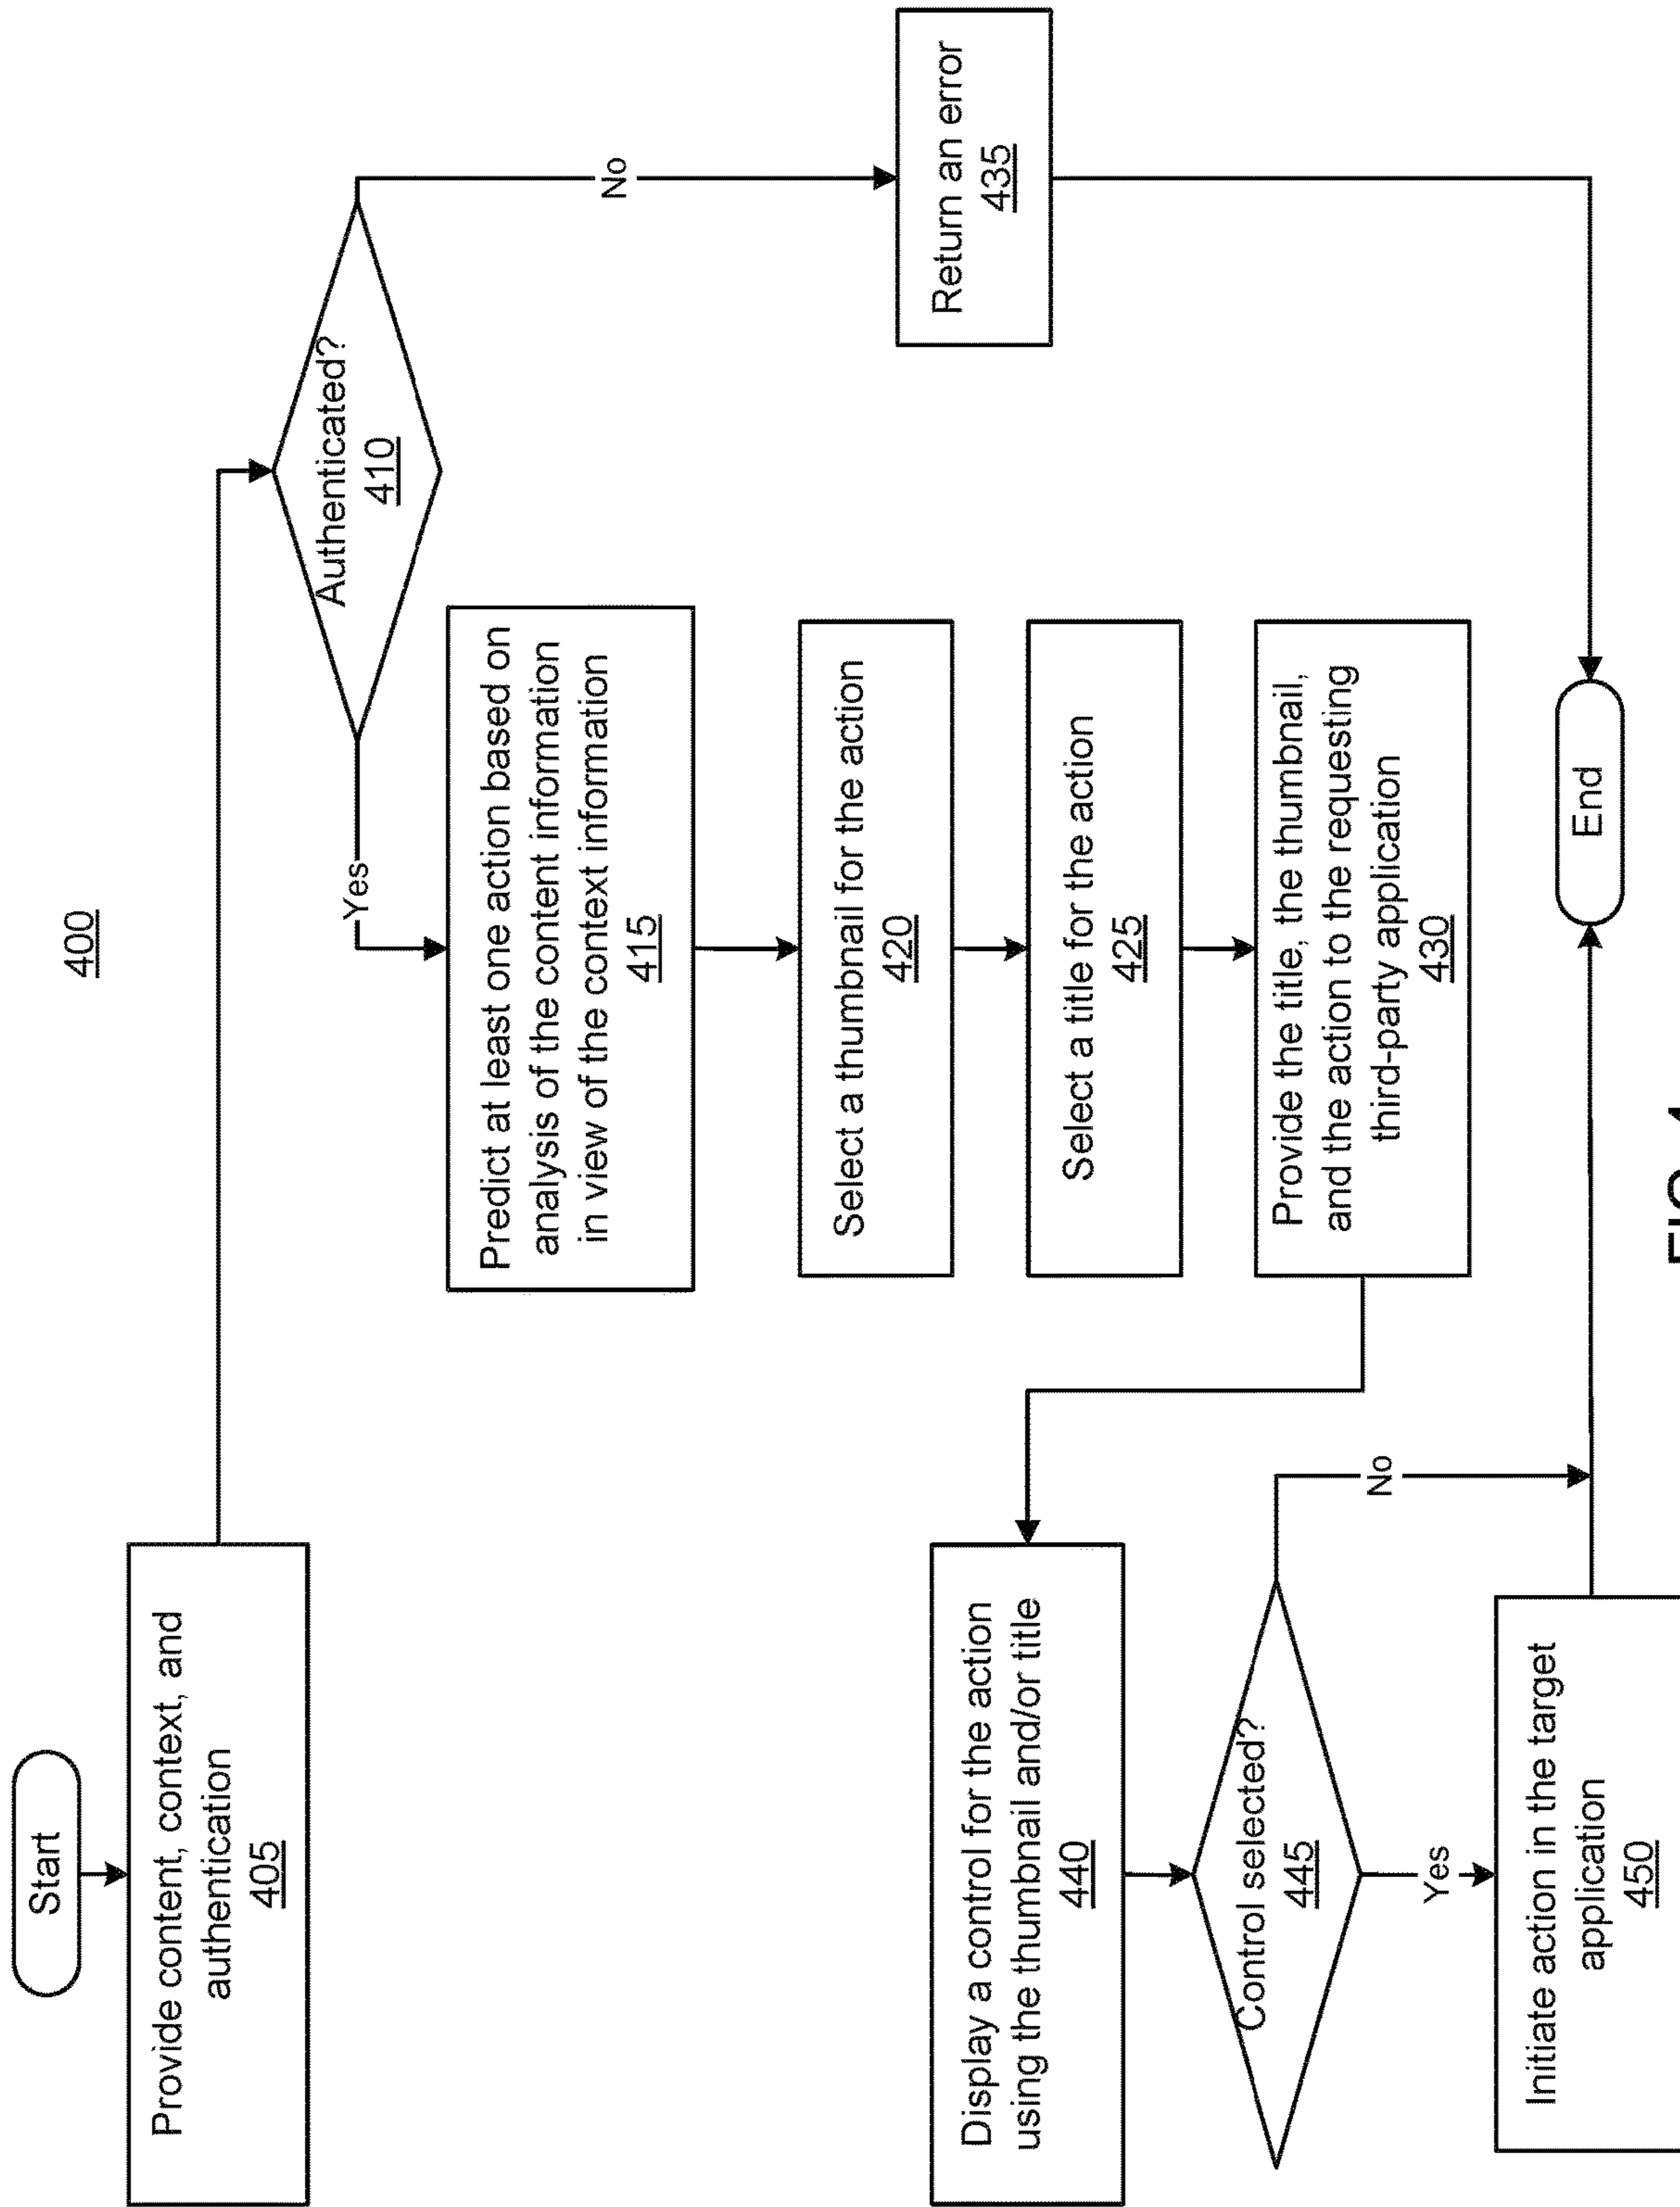 400
Start
Provide content, context, and
authentication
405
Authenticated?
410
Yes
No
Predict at least one action based on
analysis of the content information
in view of the context information
415
Select a thumbnail for the action
420
Select a title for the action
425
Provide the title, the thumbnail,
and the action to the requesting
third-party application
430
Return an error
435
Display a control for the action
using the thumbnail and/or title
440
Control selected?
445
No
Yes
Initiate action in the target
application
450
End